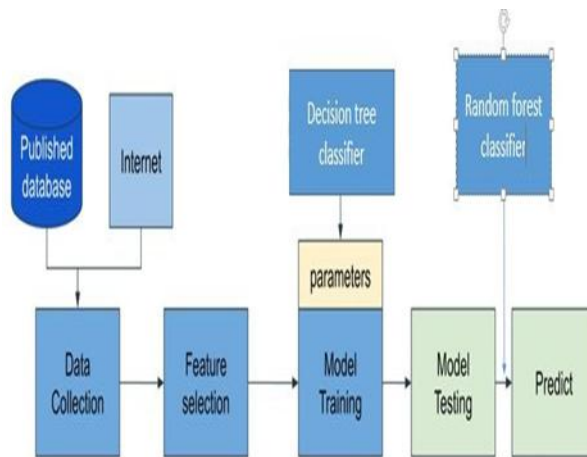 Published
database
Internet
Decision tree
classifier
Random forest
classifier
parameters
Data
Collection
Feature
selection
Model
Training
Model
Testing
Predict